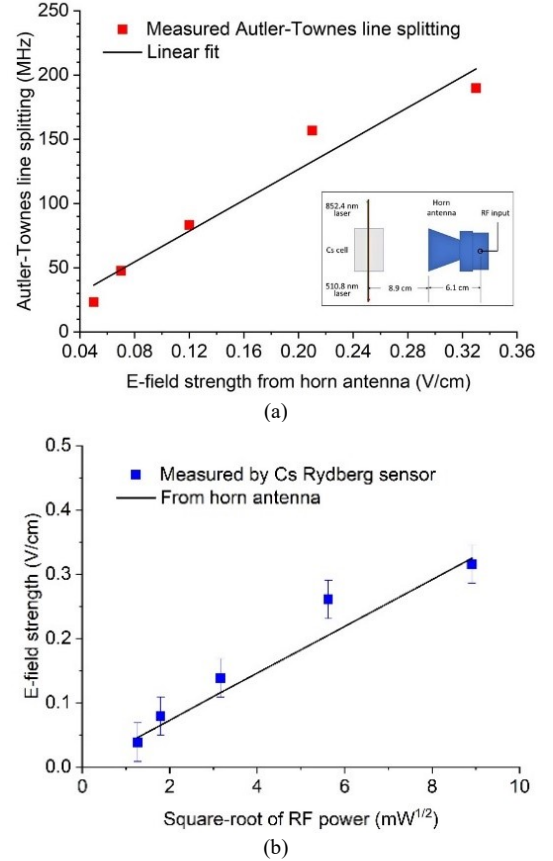 Autler-Townes line splitting (MHz)
250
200
150
100
50
0
Measured Autler-Townes line splitting
Linear fit
852.4 nm
laser
Horn
antenna
RF input
Cs cell
510.8 nm
laser
8.9 cm
6.1 cm
0.04
0.08
0.12
0.16
0.20
0.24
0.28
0.32
0.36
E-field strength from horn antenna (V/cm)
(a)
E-field strength (V/cm)
0.5
0.4
0.3
0.2
0.1
0.0
Measured by Cs Rydberg sensor
From horn antenna
0
2
4
6
8
10
Square-root of RF power (mW1/2)
(b)